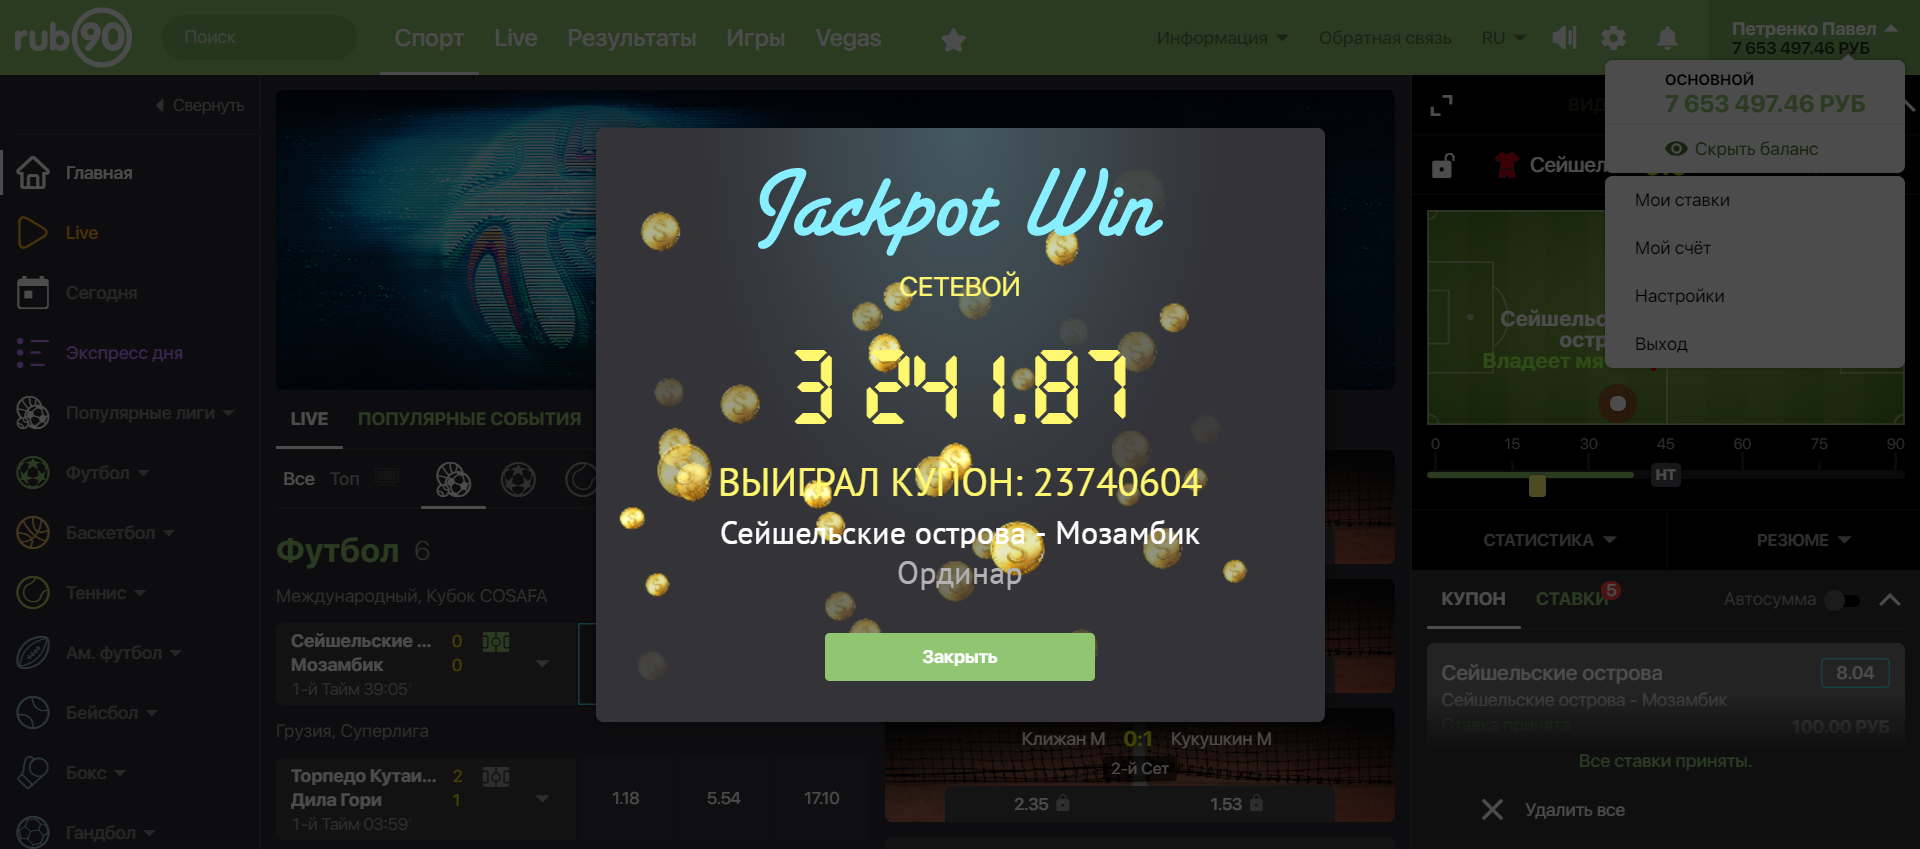 rub90
Поиск
Спорт
Live
Результаты
Игры
Vegas
Информация
Обратная связь
RU
Петренко Павел
7 653 497.46 РУБ
ОСНОВНОЙ
7 653 497.46 РУБ
Скрыть баланс
Мои ставки
Мой счёт
Настройки
Выход
Свернуть
Главная
Live
Сегодня
Экспресс дня
Популярные лиги
Футбол
Баскетбол
Теннис
Ам. футбол
Бейсбол
Бокс
Гандбол
LIVE
ПОПУЛЯРНЫЕ СОБЫТИЯ
Все
Топ
Футбол 6
Международный, Кубок COSAFA
Сейшельские ... 0
Мозамбик 0
1-й Тайм 39:05'
Грузия, Суперлига
Торпедо Кутаи... 2
Дила Гори 1
1-й Тайм 03:59'
1.18
5.54
17.10
Jackpot Win
СЕТЕВОЙ
3 241.87
ВЫИГРАЛ КУПОН: 23740604
Сейшельские острова - Мозамбик
Ординар
Закрыть
Клижан М 0:1 Кукушкин М
2-й Сет
2.35
1.53
Сейшел
Владеет мя
0 15 30 45 60 75 90
HT
СТАТИСТИКА
РЕЗЮМЕ
КУПОН
СТАВКИ 5
Автосумма
Сейшельские острова 8.04
Сейшельские острова - Мозамбик
Ставка принята 100.00 РУБ
Все ставки приняты.
Удалить все